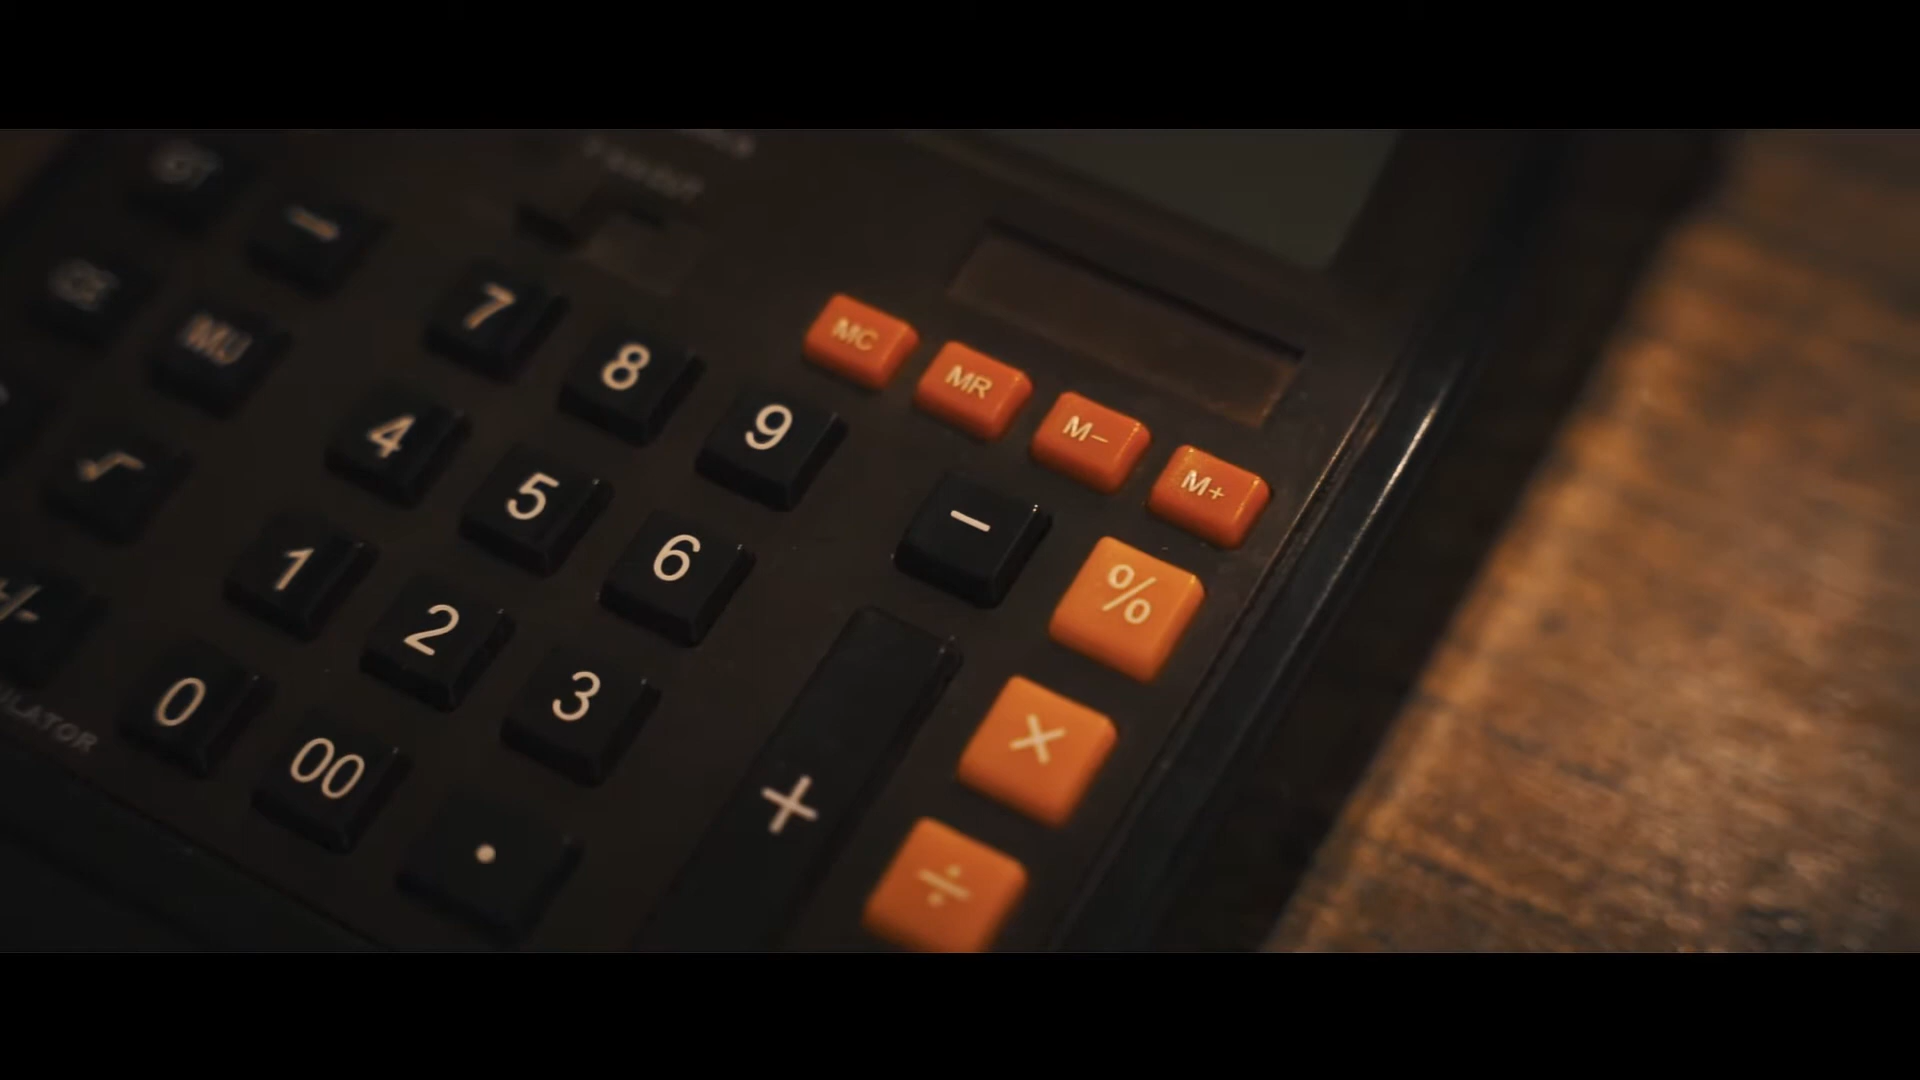 MC MR M– M+
7 8 9 – %
MU 4 5 6 ×
√ 1 2 3 + ÷
+/- 0 00 .